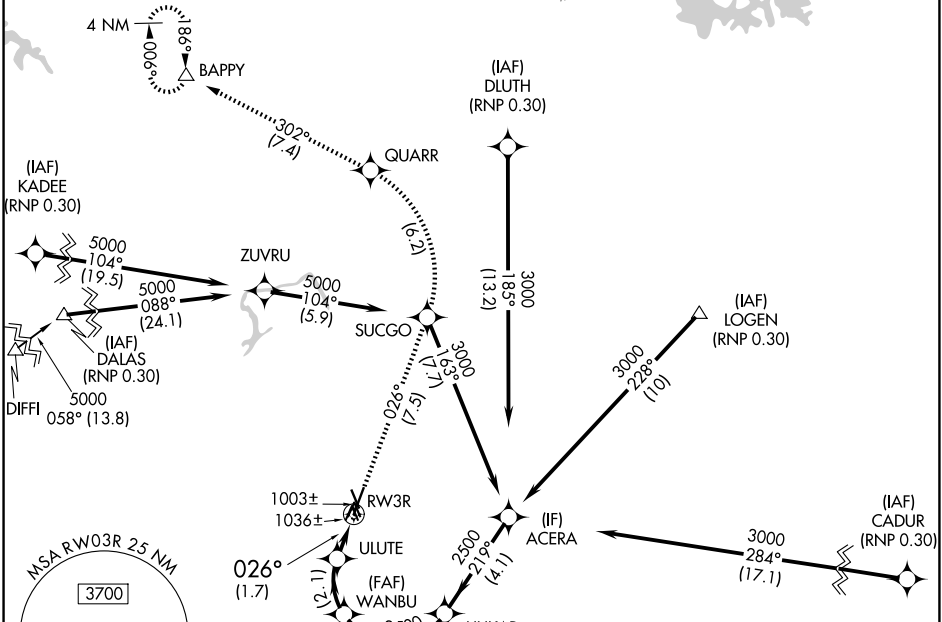 4 NM
186°
006°
BAPPY
(IAF)
DLUTH
(RNP 0.30)
302°
(7.4)
QUARR
(IAF)
KADEE
(RNP 0.30)
(6.2)
5000
104°
(19.5)
ZUVRU
5000
088°
(24.1)
5000
104°
(5.9)
3000
185°
(13.2)
(IAF)
LOGEN
(RNP 0.30)
SUCGO
(IAF)
DALAS
(RNP 0.30)
3000
163°
(7.7)
3000
228°
(10)
DIFFI
5000
058° (13.8)
026°
(7.5)
1003±
RW3R
1036±
(IF)
ACERA
(IAF)
CADUR
(RNP 0.30)
3000
284°
(17.1)
MSA RW03R 25 NM
3700
026°
(1.7)
ULUTE
(2.1)
(FAF)
WANBU
2500
219°
(4.1)